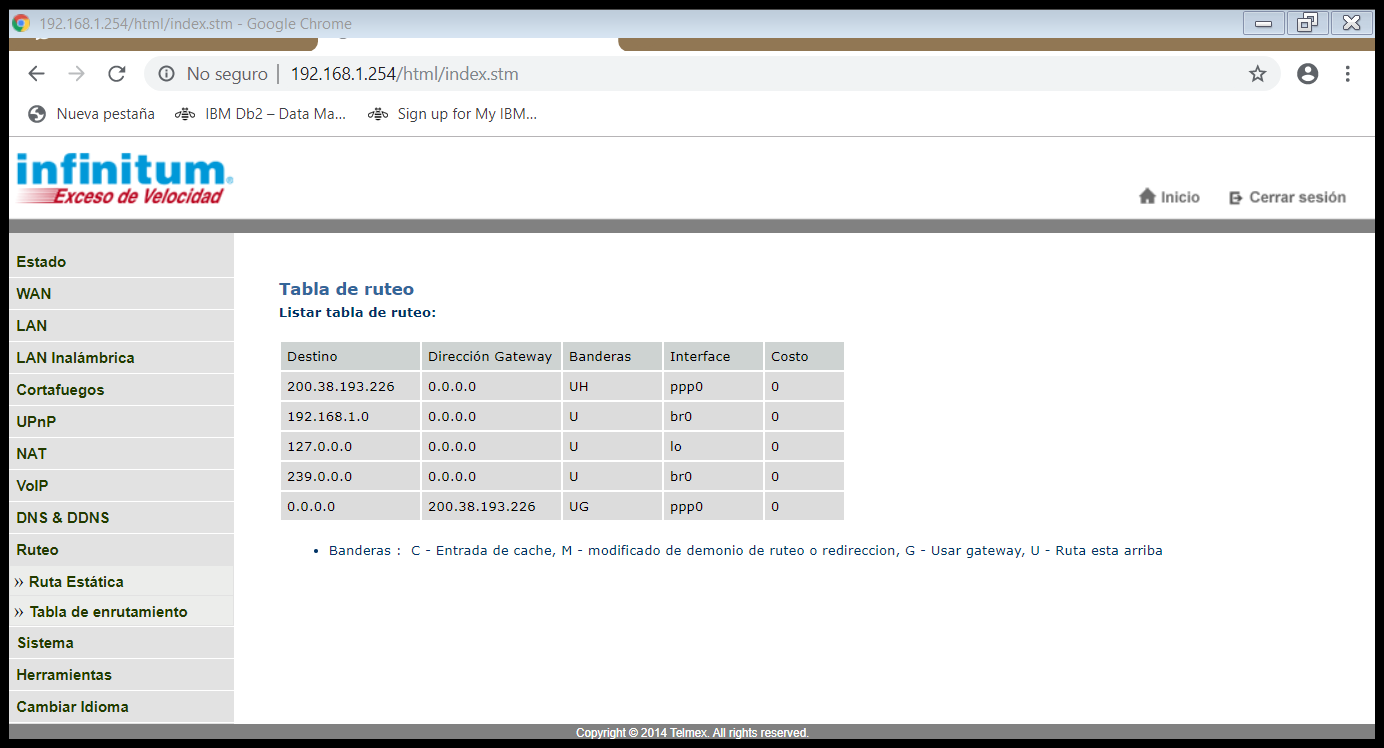 192.168.1.254/html/index.stm - Google Chrome
No seguro | 192.168.1.254/html/index.stm
Nueva pestaña IBM Db2 – Data Ma... Sign up for My IBM...
infinitum®
Exceso de Velocidad
Inicio Cerrar sesión
Estado
WAN
LAN
LAN Inalámbrica
Cortafuegos
UPnP
NAT
VoIP
DNS & DDNS
Ruteo
» Ruta Estática
» Tabla de enrutamiento
Sistema
Herramientas
Cambiar Idioma
Tabla de ruteo
Listar tabla de ruteo:
Destino Dirección Gateway Banderas Interface Costo
200.38.193.226 0.0.0.0 UH ppp0 0
192.168.1.0 0.0.0.0 U br0 0
127.0.0.0 0.0.0.0 U lo 0
239.0.0.0 0.0.0.0 U br0 0
0.0.0.0 200.38.193.226 UG ppp0 0
• Banderas : C - Entrada de cache, M - modificado de demonio de ruteo o redireccion, G - Usar gateway, U - Ruta esta arriba
Copyright © 2014 Telmex. All rights reserved.